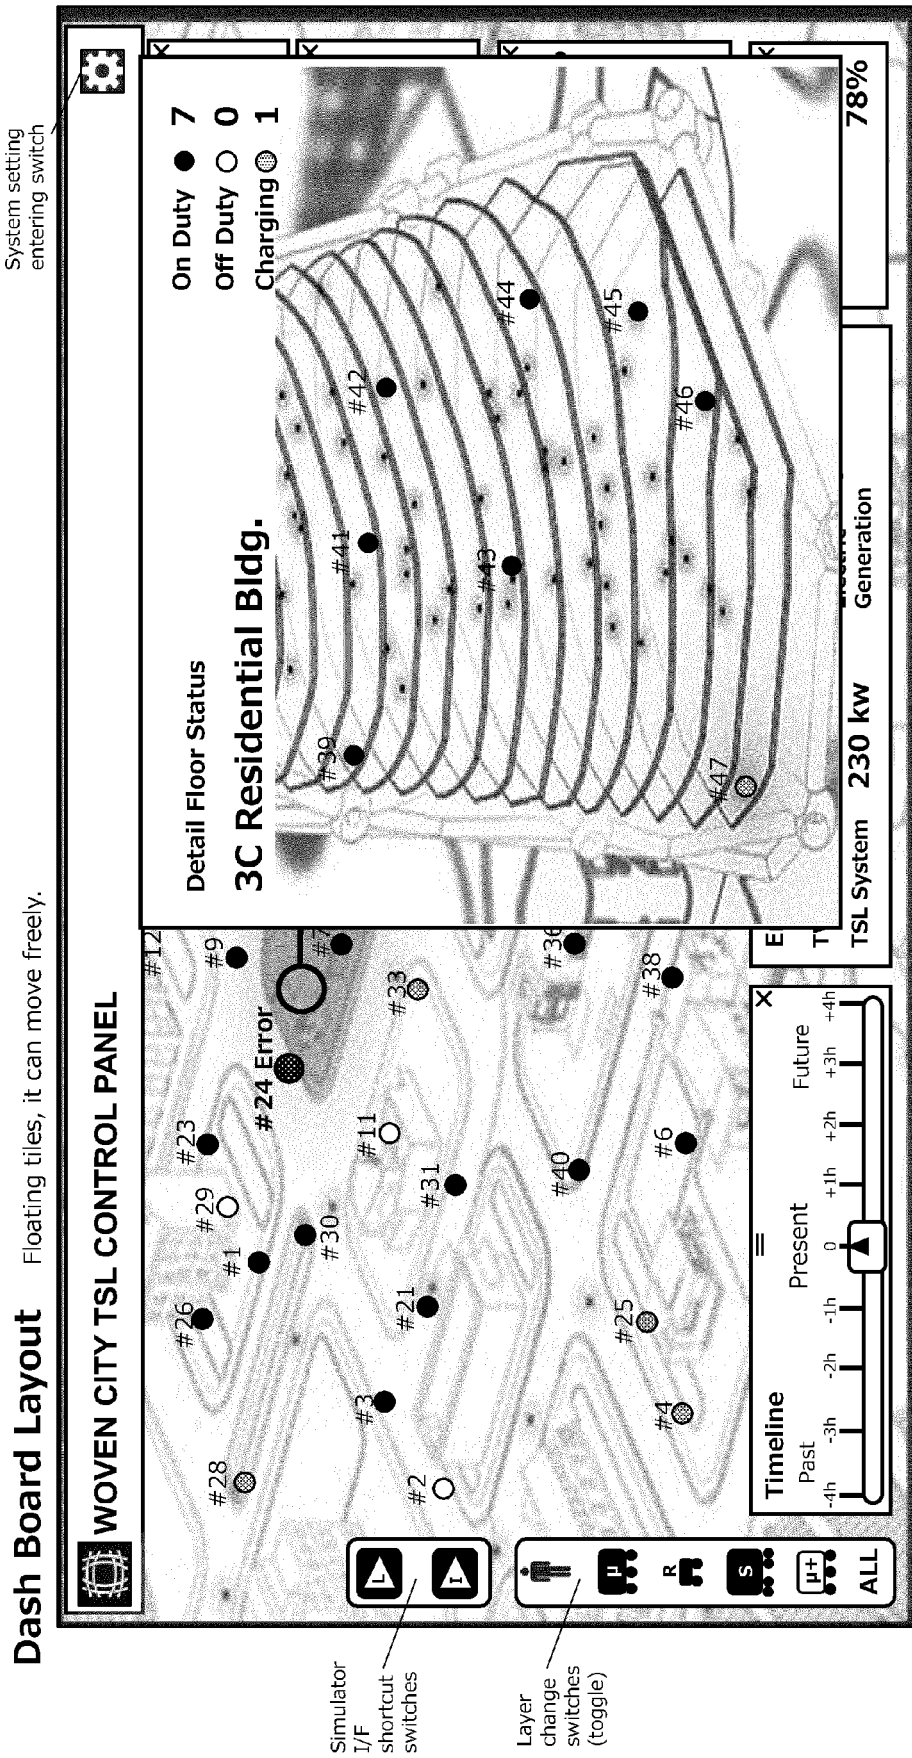 Dash Board Layout
Floating tiles, it can move freely.
System setting
entering switch
WOVEN CITY TSL CONTROL PANEL
X
X
X
X
Detail Floor Status
3C Residential Bldg.
On Duty 7
Off Duty 0
Charging 1
#39
#41
#42
#43
#44
#45
#46
#47
#28
#26
#1
#29
#23
#9
#12
#30
#24 Error
#7
#3
#2
#21
#31
#11
#33
#36
#40
#38
#25
#4
#6
Simulator
I/F
shortcut
switches
L
I
Layer
change
switches
(toggle)
μ
R
S
μ+
ALL
Timeline
X
Past
Present
Future
-4h
-3h
-2h
-1h
0
+1h
+2h
+3h
+4h
TSL System 230 kw
Generation
78%